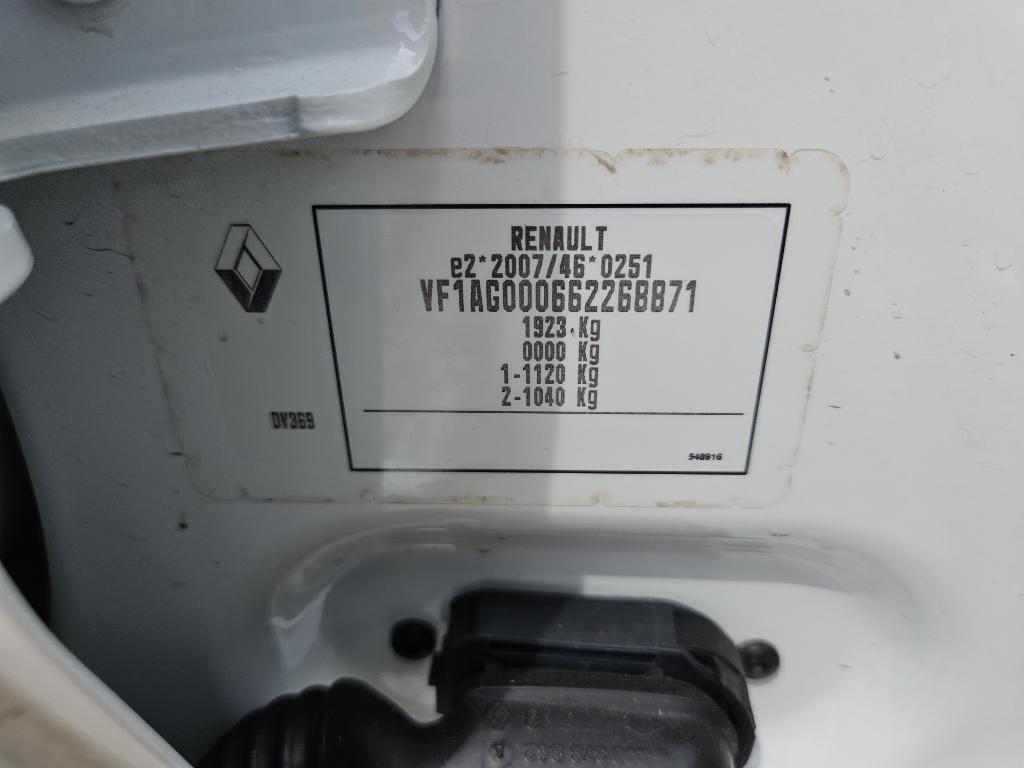 RENAULT
e2*2007/46*0251
VF1AG000662268871
1923 Kg
0000 Kg
1-1120 Kg
2-1040 Kg
DV369
548916